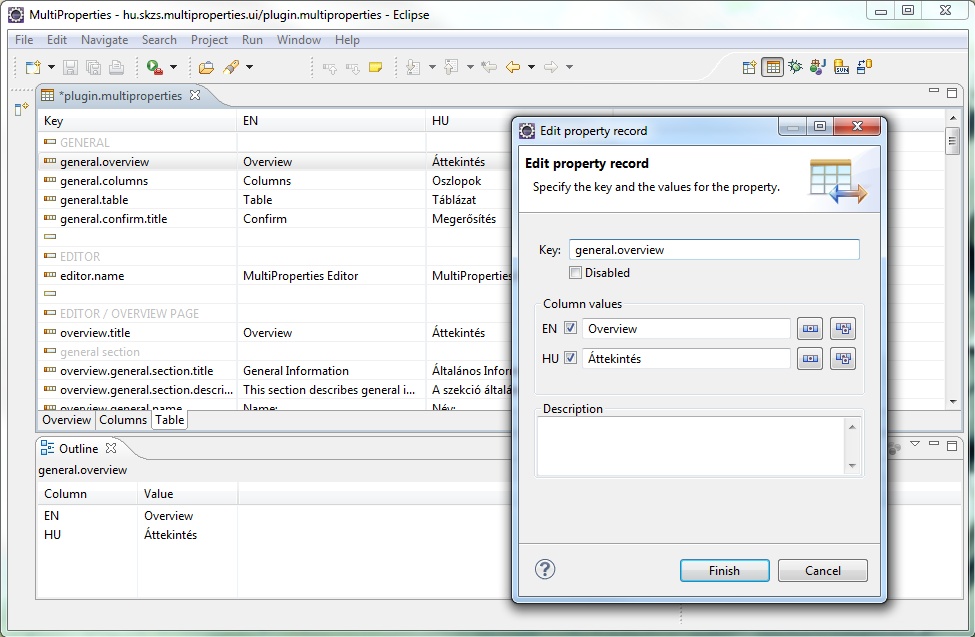 MultiProperties - hu.skzs.multiproperties.ui/plugin.multiproperties - Eclipse
File Edit Navigate Search Project Run Window Help
*plugin.multiproperties
Key EN HU
GENERAL
general.overview Overview Áttekintés
general.columns Columns Oszlopok
general.table Table Táblázat
general.confirm.title Confirm Megerősítés
EDITOR
editor.name MultiProperties Editor MultiProperties
EDITOR / OVERVIEW PAGE
overview.title Overview Áttekintés
general section
overview.general.section.title General Information Általános Infor
overview.general.section.descri... This section describes general i... A szekció általá
overview.general.name Name: Név:
Overview Columns Table
Outline
general.overview
Column Value
EN Overview
HU Áttekintés
Edit property record
Edit property record
Specify the key and the values for the property.
Key: general.overview
Disabled
Column values
EN Overview
HU Áttekintés
Description
Finish Cancel